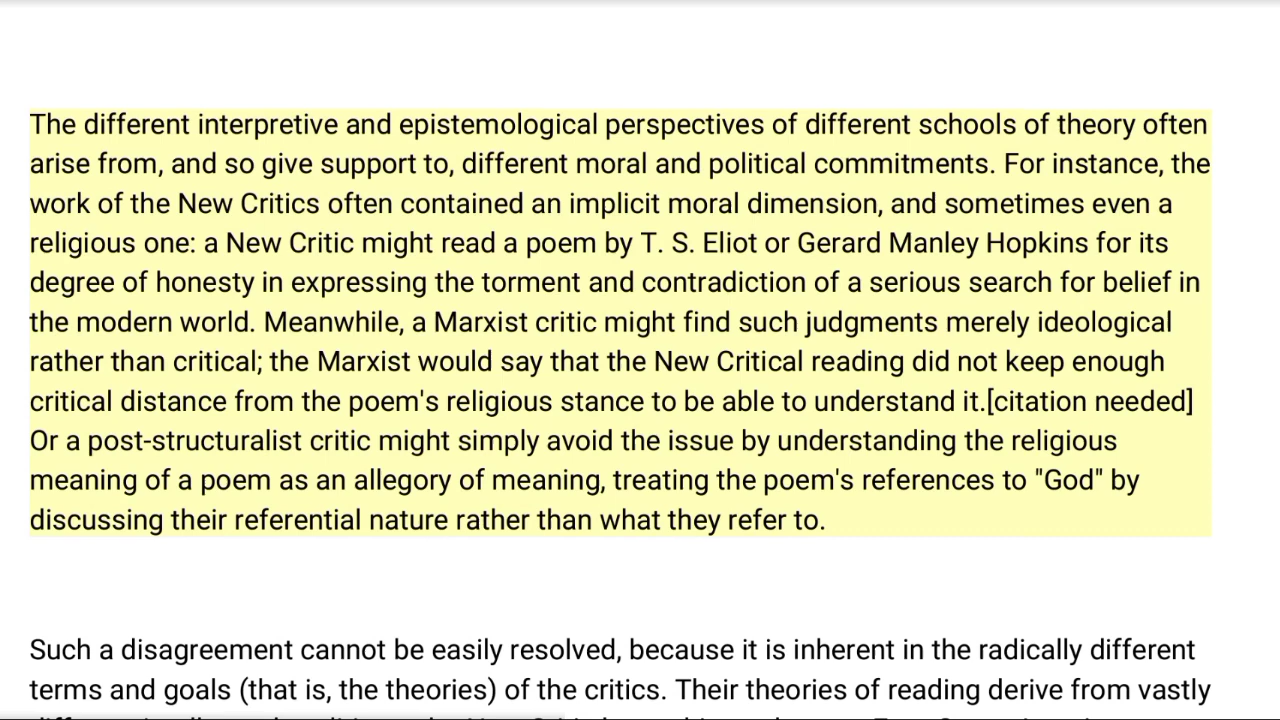 The different interpretive and epistemological perspectives of different schools of theory often
arise from, and so give support to, different moral and political commitments. For instance, the
work of the New Critics often contained an implicit moral dimension, and sometimes even a
religious one: a New Critic might read a poem by T. S. Eliot or Gerard Manley Hopkins for its
degree of honesty in expressing the torment and contradiction of a serious search for belief in
the modern world. Meanwhile, a Marxist critic might find such judgments merely ideological
rather than critical; the Marxist would say that the New Critical reading did not keep enough
critical distance from the poem's religious stance to be able to understand it.[citation needed]
Or a post-structuralist critic might simply avoid the issue by understanding the religious
meaning of a poem as an allegory of meaning, treating the poem's references to "God" by
discussing their referential nature rather than what they refer to.
Such a disagreement cannot be easily resolved, because it is inherent in the radically different
terms and goals (that is, the theories) of the critics. Their theories of reading derive from vastly